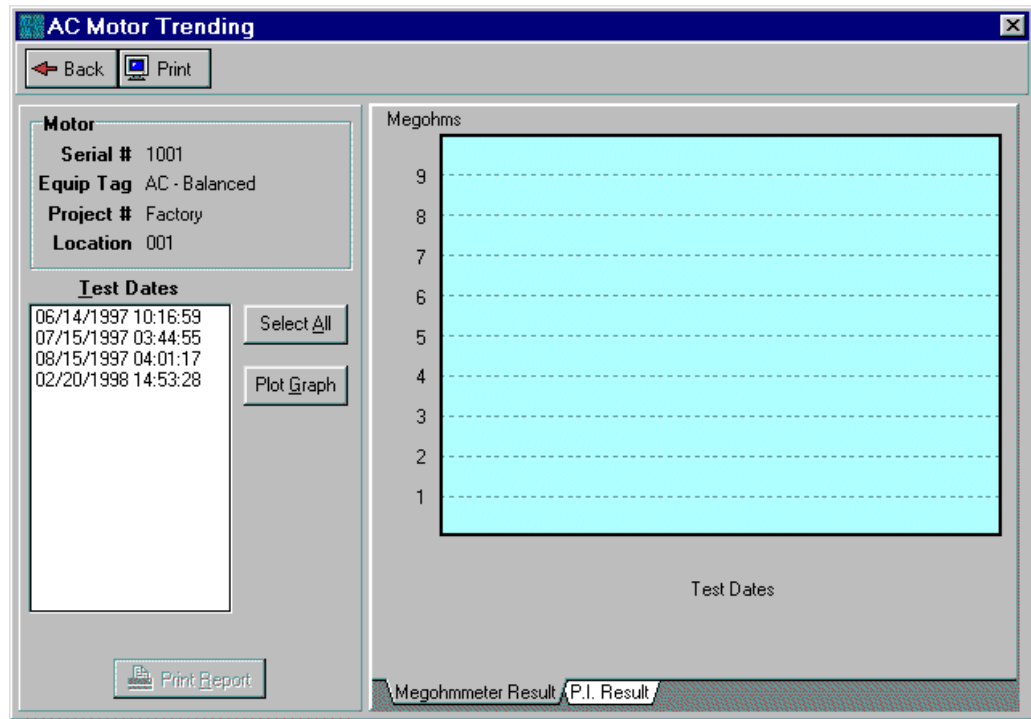 AC Motor Trending
Back Print
Motor
Serial # 1001
Equip Tag AC - Balanced
Project # Factory
Location 001
Test Dates
06/14/1997 10:16:59
07/15/1997 03:44:55
08/15/1997 04:01:17
02/20/1998 14:53:28
Select All
Plot Graph
Print Report
Megohms
9
8
7
6
5
4
3
2
1
Test Dates
Megohmmeter Result P.I. Result